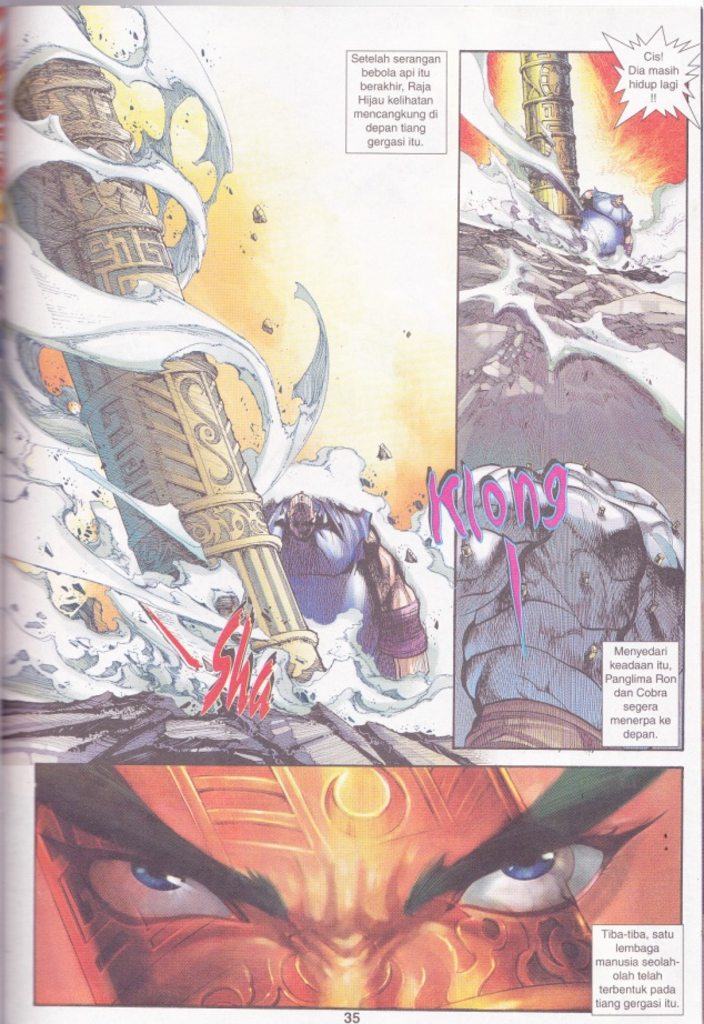 Setelah serangan
bebola api itu
berakhir, Raja
Hijau kelihatan
mencangkung di
depan tiang
gergasi itu.
Cis!
Dia masih
hidup lagi
!!
Klong
Sha
Menyedari
keadaan itu,
Panglima Ron
dan Cobra
segera
menerpa ke
depan.
Tiba-tiba, satu
lembaga
manusia seolah-
olah telah
terbentuk pada
tiang gergasi itu.
35